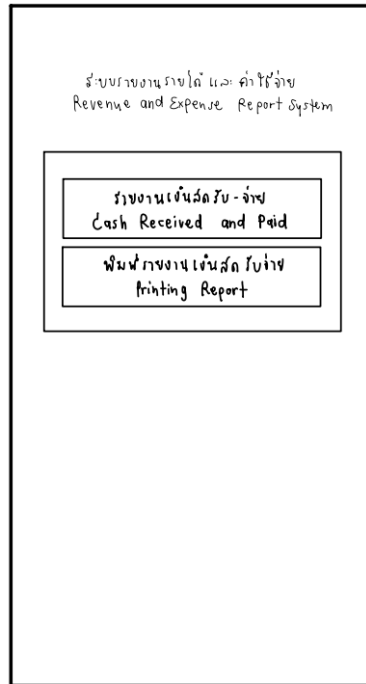 ระบบรายงานรายได้ และ ค่าใช้จ่าย
Revenue and Expense Report System
รายงานเงินสดรับ-จ่าย
Cash Received and Paid
พิมพ์รายงานเงินสดรับจ่าย
Printing Report